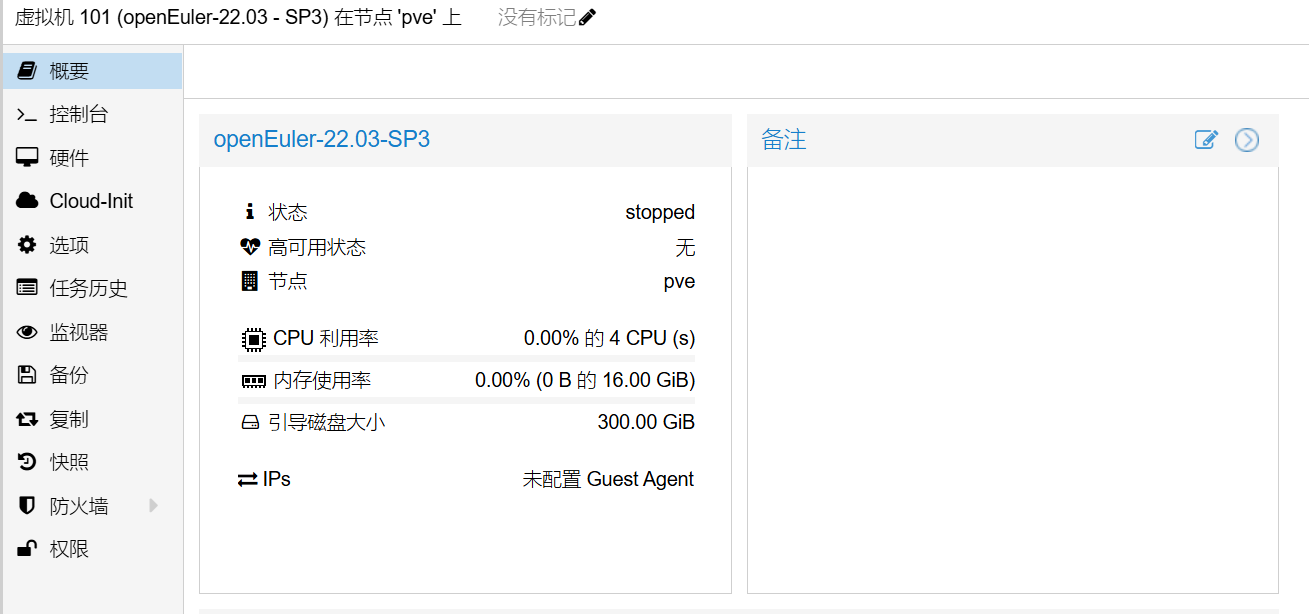 虚拟机 101 (openEuler-22.03 - SP3) 在节点 'pve' 上 没有标记
概要
控制台
硬件
Cloud-Init
选项
任务历史
监视器
备份
复制
快照
防火墙
权限
openEuler-22.03-SP3
状态 stopped
高可用状态 无
节点 pve
CPU 利用率 0.00% 的 4 CPU (s)
内存使用率 0.00% (0 B 的 16.00 GiB)
引导磁盘大小 300.00 GiB
IPs 未配置 Guest Agent
备注